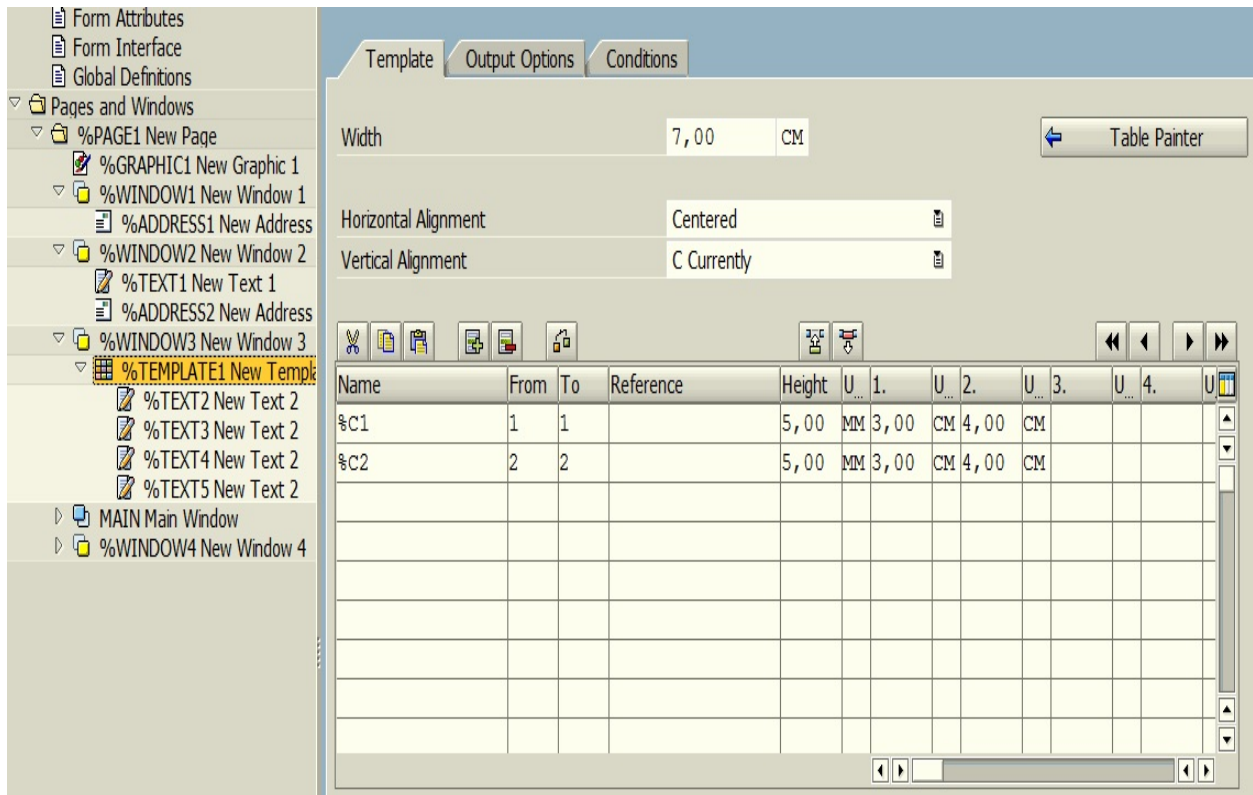 Form Attributes
Form Interface
Global Definitions
Pages and Windows
%PAGE1 New Page
%GRAPHIC1 New Graphic 1
%WINDOW1 New Window 1
%ADDRESS1 New Address
%WINDOW2 New Window 2
%TEXT1 New Text 1
%ADDRESS2 New Address
%WINDOW3 New Window 3
%TEMPLATE1 New Templa
%TEXT2 New Text 2
%TEXT3 New Text 2
%TEXT4 New Text 2
%TEXT5 New Text 2
MAIN Main Window
%WINDOW4 New Window 4
Template Output Options Conditions
Width 7,00 CM Table Painter
Horizontal Alignment Centered
Vertical Alignment C Currently
Name From To Reference Height U... 1. U... 2. U... 3. U... 4. U
%C1 1 1 5,00 MM 3,00 CM 4,00 CM
%C2 2 2 5,00 MM 3,00 CM 4,00 CM